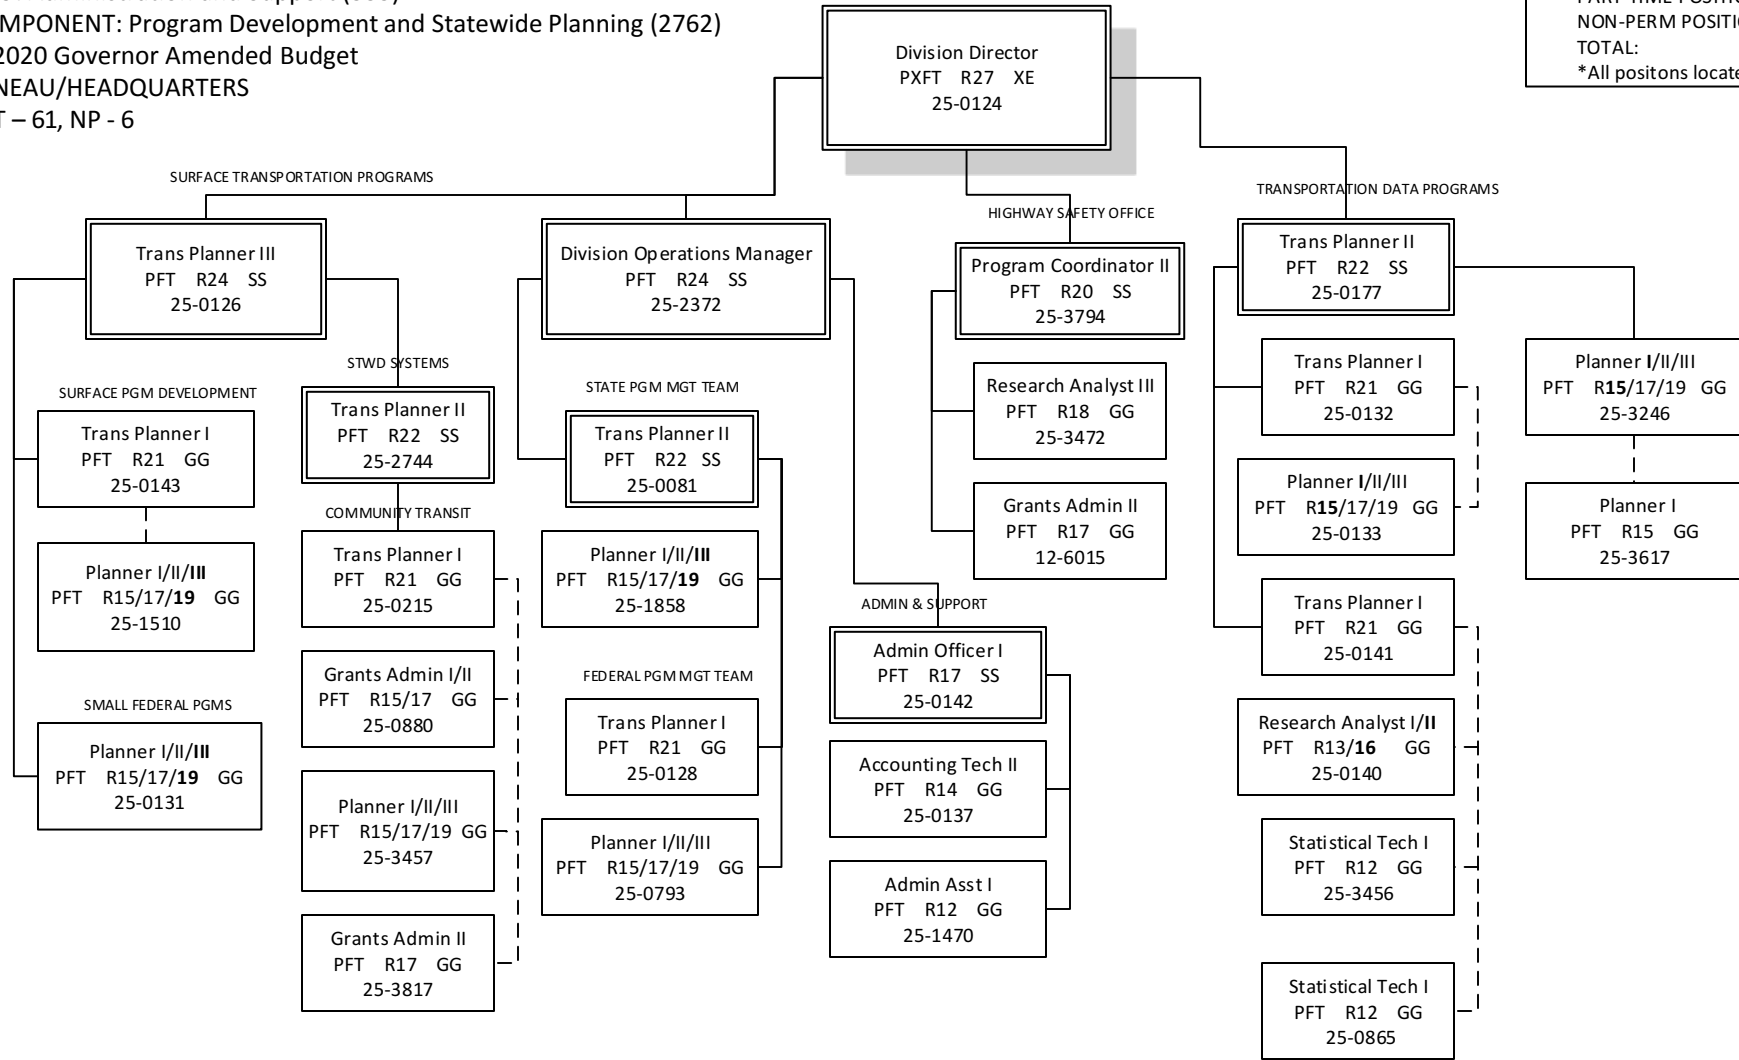 COMPONENT: Program Development and Statewide Planning (2762)
2020 Governor Amended Budget
NEAU/HEADQUARTERS
T – 61, NP - 6
NON-PERM
TOTAL:
*All positons
Division Director
PXFT R27 XE
25-0124
SURFACE TRANSPORTATION PROGRAMS
Trans Planner III
PFT R24 SS
25-0126
SURFACE PGM DEVELOPMENT
Trans Planner I
PFT R21 GG
25-0143
Planner I/II/III
PFT R15/17/19 GG
25-1510
SMALL FEDERAL PGMS
Planner I/II/III
PFT R15/17/19 GG
25-0131
STWD SYSTEMS
Trans Planner II
PFT R22 SS
25-2744
COMMUNITY TRANSIT
Trans Planner I
PFT R21 GG
25-0215
Grants Admin I/II
PFT R15/17 GG
25-0880
Planner I/II/III
PFT R15/17/19 GG
25-3457
Grants Admin II
PFT R17 GG
25-3817
Division Operations Manager
PFT R24 SS
25-2372
STATE PGM MGT TEAM
Trans Planner II
PFT R22 SS
25-0081
Planner I/II/III
PFT R15/17/19 GG
25-1858
FEDERAL PGM MGT TEAM
Trans Planner I
PFT R21 GG
25-0128
Planner I/II/III
PFT R15/17/19 GG
25-0793
ADMIN & SUPPORT
Admin Officer I
PFT R17 SS
25-0142
Accounting Tech II
PFT R14 GG
25-0137
Admin Asst I
PFT R12 GG
25-1470
HIGHWAY SAFETY OFFICE
Program Coordinator II
PFT R20 SS
25-3794
Research Analyst III
PFT R18 GG
25-3472
Grants Admin II
PFT R17 GG
12-6015
TRANSPORTATION DATA PROGRAMS
Trans Planner II
PFT R22 SS
25-0177
Trans Planner I
PFT R21 GG
25-0132
Planner I/II/III
PFT R15/17/19 GG
25-0133
Trans Planner I
PFT R21 GG
25-0141
Research Analyst I/II
PFT R13/16 GG
25-0140
Statistical Tech I
PFT R12 GG
25-3456
Statistical Tech I
PFT R12 GG
25-0865
Planner I/II/III
PFT R15/17/19 GG
25-3246
Planner I
PFT R15 GG
25-3617